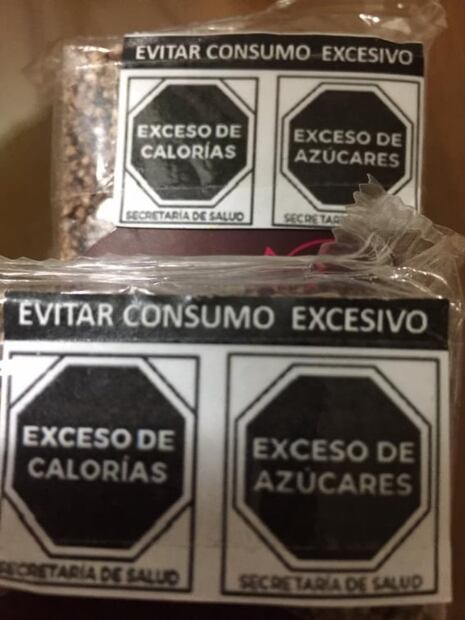 EVITAR CONSUMO EXCESIVO
EXCESO DE
CALORÍAS
SECRETARÍA DE SALUD
EXCESO DE
AZÚCARES
EVITAR CONSUMO EXCESIVO
EXCESO DE
CALORÍAS
SECRETARÍA DE SALUD
EXCESO DE
AZÚCARES
SECRETARÍA DE SALUD